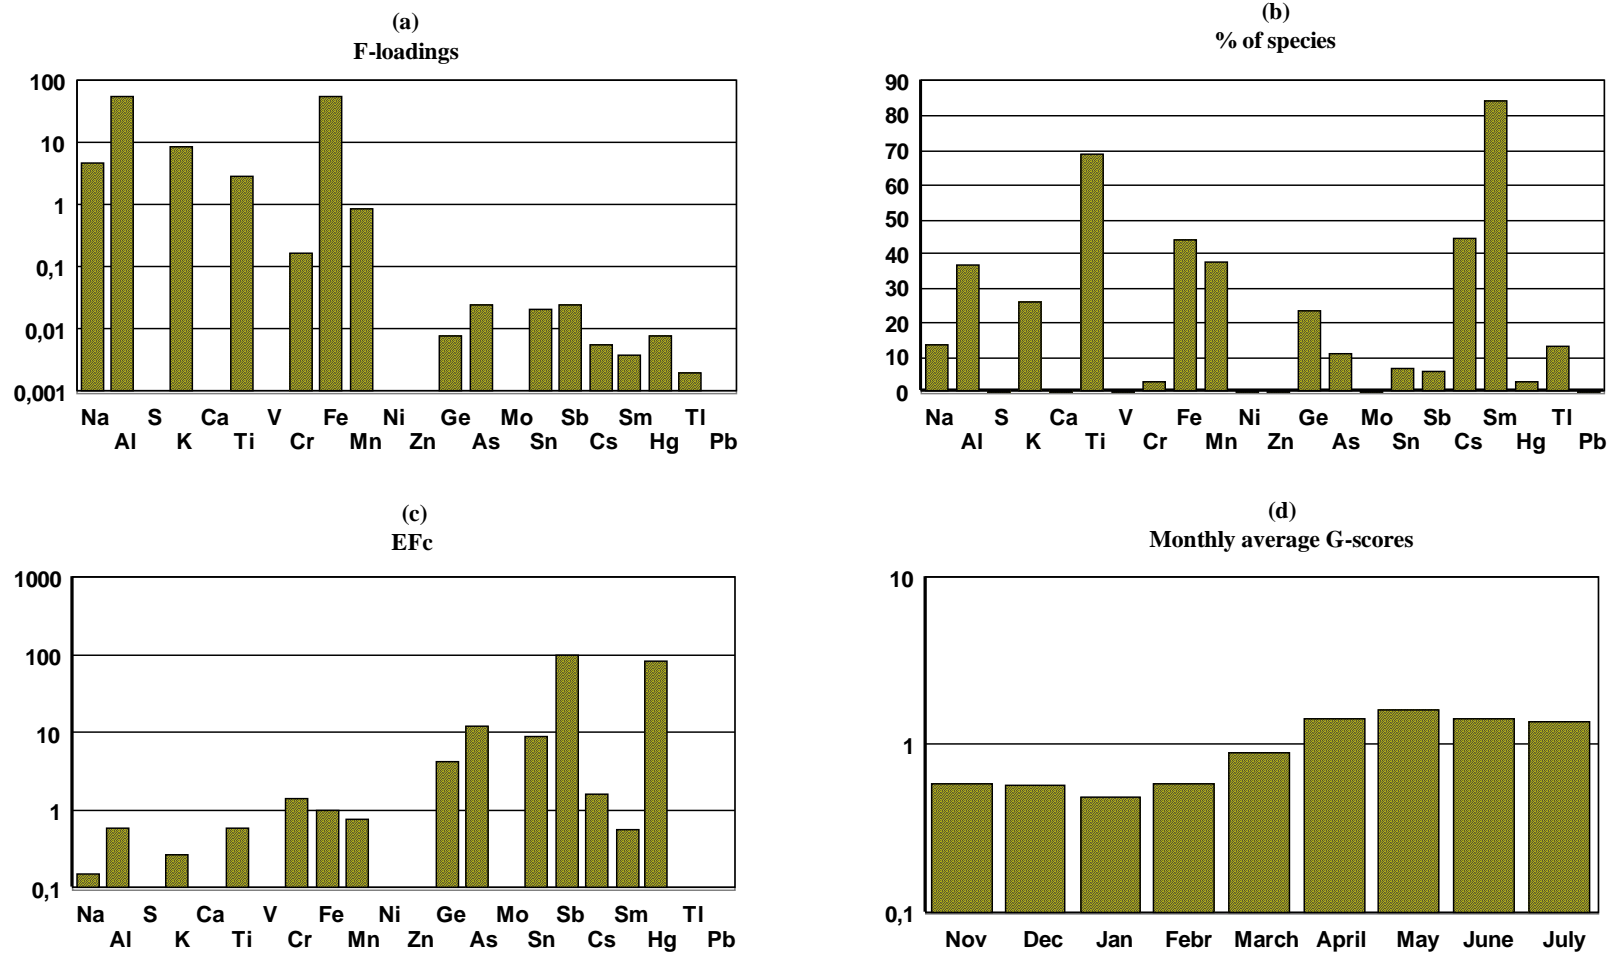 (a)
F-loadings
100
10
1
0,1
0,01
0,001
Na S Ca V Fe Ni Ge Mo Sb Sm Tl
Al K Ti Cr Mn Zn As Sn Cs Hg Pb
(b)
% of species
90
80
70
60
50
40
30
20
10
0
Na S Ca V Fe Ni Ge Mo Sb Sm Tl
Al K Ti Cr Mn Zn As Sn Cs Hg Pb
(c)
EFc
1000
100
10
1
0,1
Na S Ca V Fe Ni Ge Mo Sb Sm Tl
Al K Ti Cr Mn Zn As Sn Cs Hg Pb
(d)
Monthly average G-scores
10
1
0,1
Nov Dec Jan Febr March April May June July